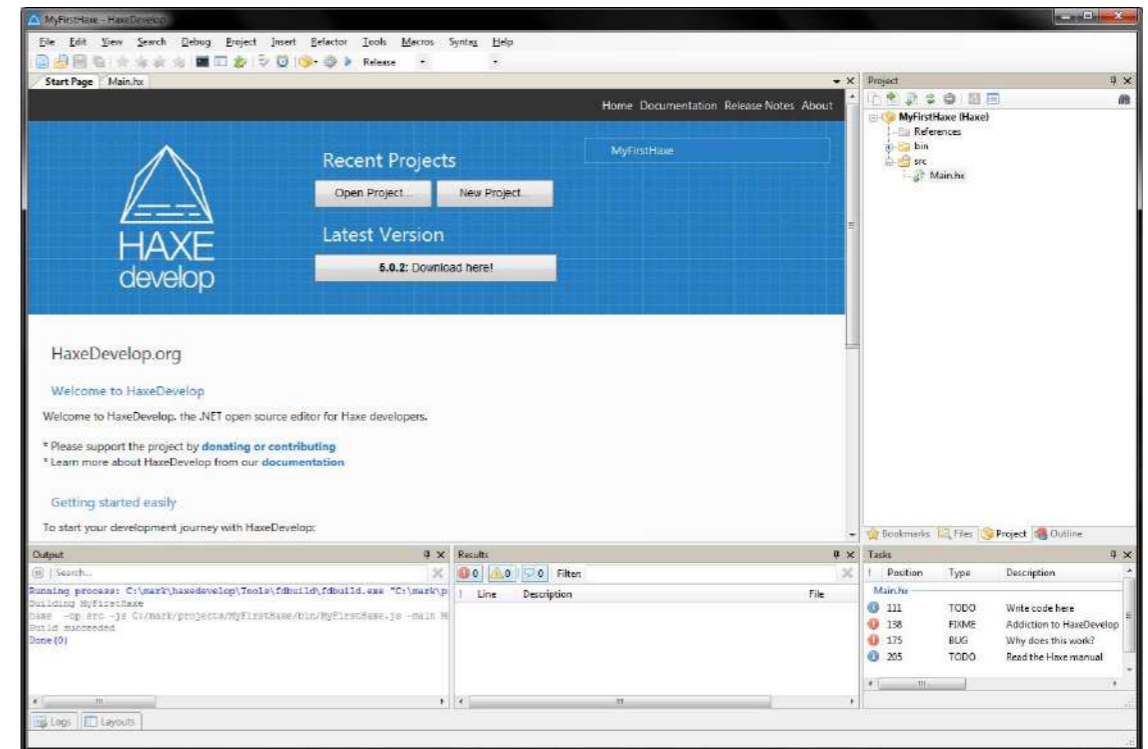 MyFirstHaxe - HaxeDevelop
File Edit View Search Debug Project Insert Refactor Tools Macros Syntax Help
Release
Start Page Main.hx
Home Documentation Release Notes About
HAXE
develop
Recent Projects
Open Project... New Project...
Latest Version
5.0.2: Download here!
MyFirstHaxe
HaxeDevelop.org
Welcome to HaxeDevelop
Welcome to HaxeDevelop, the .NET open source editor for Haxe developers.
* Please support the project by donating or contributing
* Learn more about HaxeDevelop from our documentation
Getting started easily
To start your development journey with HaxeDevelop:
Project
MyFirstHaxe (Haxe)
References
bin
src
Main.hx
Bookmarks Files Project Outline
Output
Search...
Running process: C:\mark\haxedevelop\Tools\fdbuild\fdbuild.exe "C:\mark\p
Building MyFirstHaxe
haxe -cp src -js C:/mark/projects/MyFirstHaxe/bin/MyFirstHaxe.js -main M
Build succeeded
Done(0)
Results
0 0 0 Filter:
! Line Description File
Tasks
! Position Type Description
Main.hx
111 TODO Write code here
138 FIXME Addiction to HaxeDevelop
175 BUG Why does this work?
205 TODO Read the Haxe manual
Logs Layouts